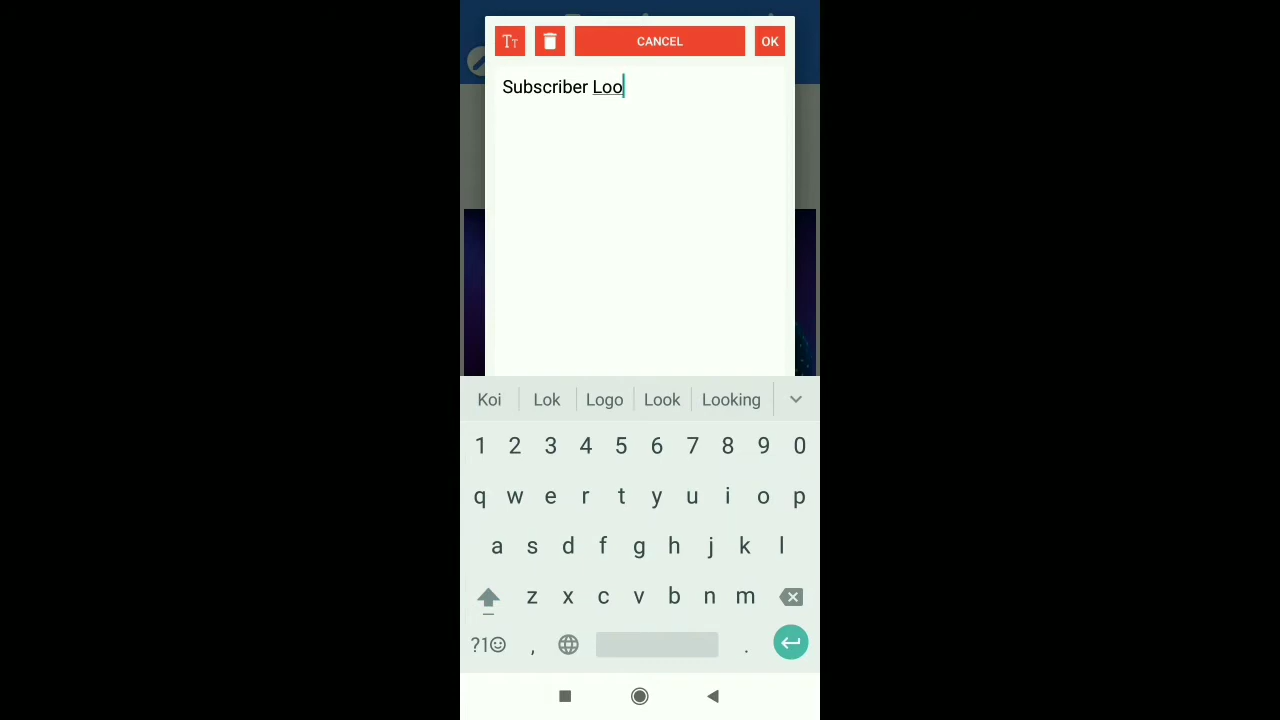 Tт CANCEL OK
Subscriber Loo
Koi Lok Logo Look Looking
1 2 3 4 5 6 7 8 9 0
q w e r t y u i o p
a s d f g h j k l
z x c v b n m
?1☺ , .